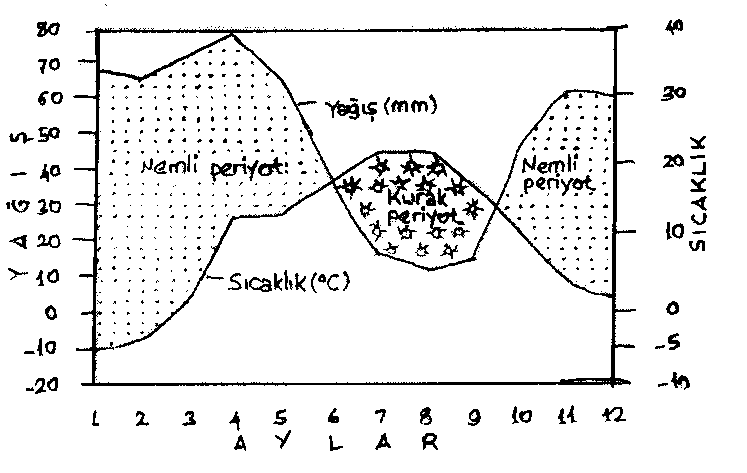 80
70
60
50
40
30
20
10
0
-10
-20
YAĞIŞ
40
30
20
10
0
-5
-10
SICAKLIK
Yağış (mm)
Nemli periyot
Kurak
periyot
Nemli
periyot
Sıcaklık (°C)
1 2 3 4 5 6 7 8 9 10 11 12
AYLAR